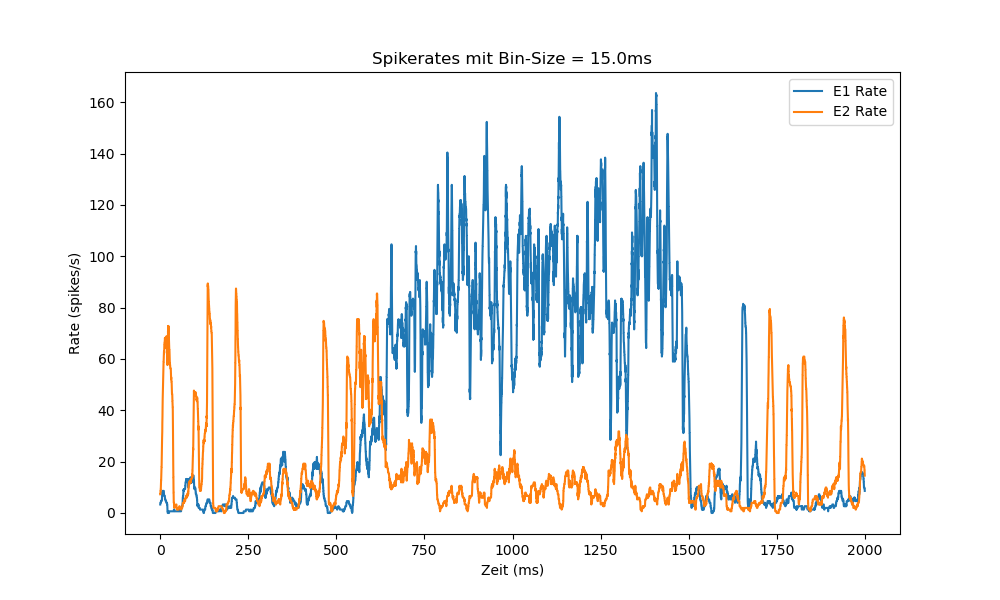 Spikerates mit Bin-Size = 15.0ms
E1 Rate
E2 Rate
Rate (spikes/s)
160
140
120
100
80
60
40
20
0
0 250 500 750 1000 1250 1500 1750 2000
Zeit (ms)